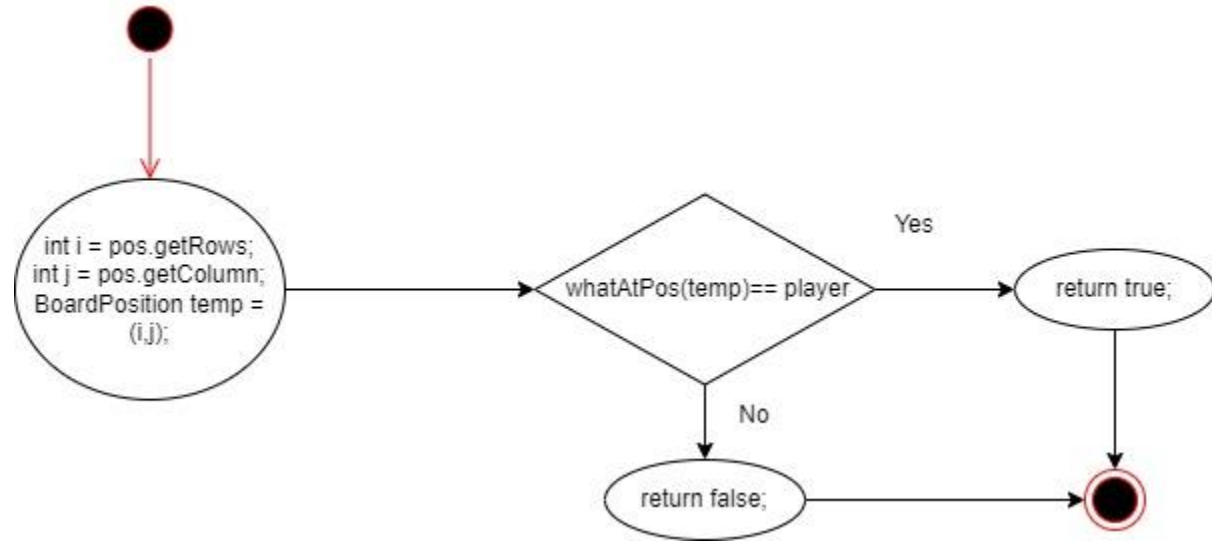 int i = pos.getRows;
int j = pos.getColumn;
BoardPosition temp =
(i,j);
whatAtPos(temp)== player
Yes
return true;
No
return false;